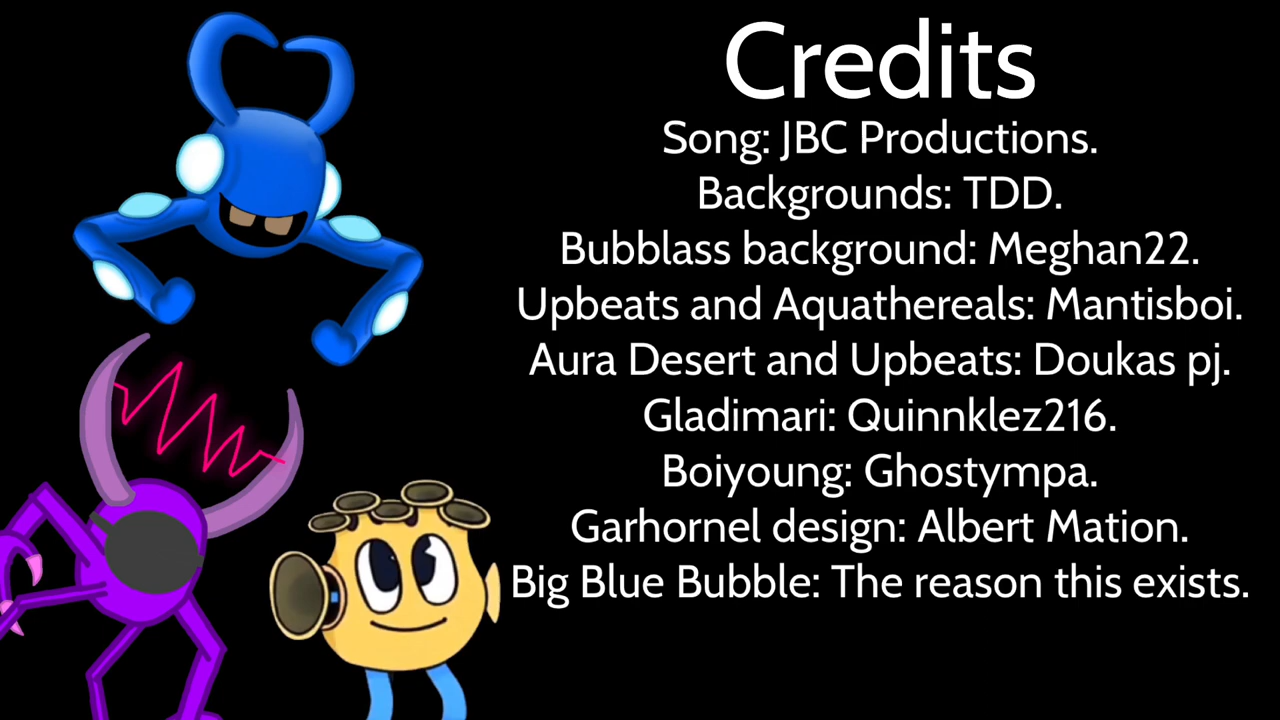 Credits
Song: JBC Productions.
Backgrounds: TDD.
Bubblass background: Meghan22.
Upbeats and Aquathereals: Mantisboi.
Aura Desert and Upbeats: Doukas pj.
Gladimari: Quinnklez216.
Boiyoung: Ghostympa.
Garhornel design: Albert Mation.
Big Blue Bubble: The reason this exists.